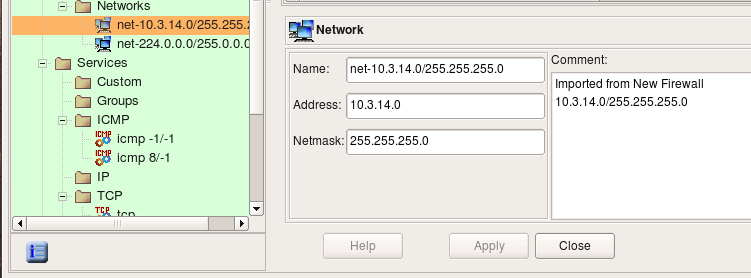 Networks
net-10.3.14.0/255.255.2
net-224.0.0.0/255.0.0.0
Services
Custom
Groups
ICMP
ICMP icmp -1/-1
ICMP icmp 8/-1
IP
TCP
TCP tcp
Network
Name: net-10.3.14.0/255.255.255.0
Address: 10.3.14.0
Netmask: 255.255.255.0
Comment:
Imported from New Firewall
10.3.14.0/255.255.255.0
Help Apply Close